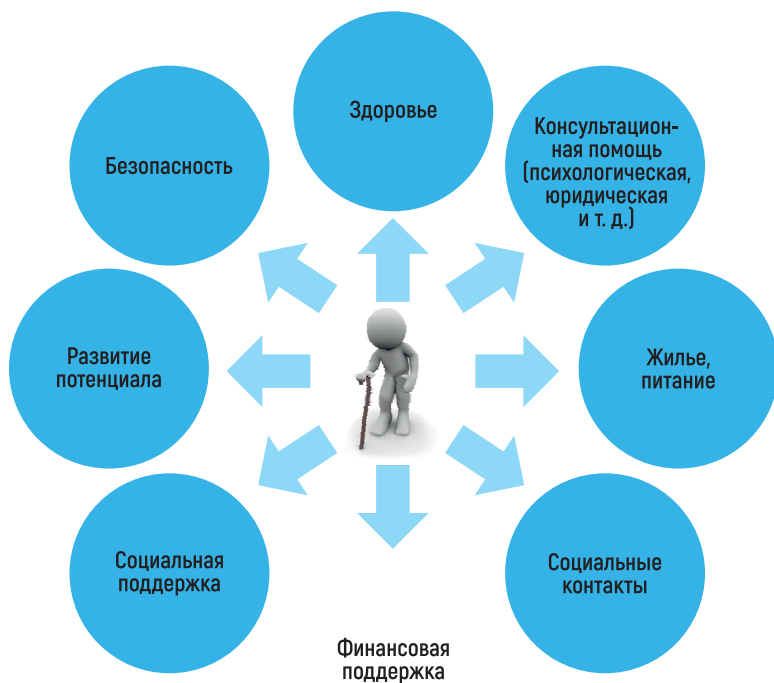 Здоровье
Консультацион-
ная помощь
(психологическая,
юридическая
и т. д.)
Безопасность
Развитие
потенциала
Жилье,
питание
Социальная
поддержка
Социальные
контакты
Финансовая
поддержка